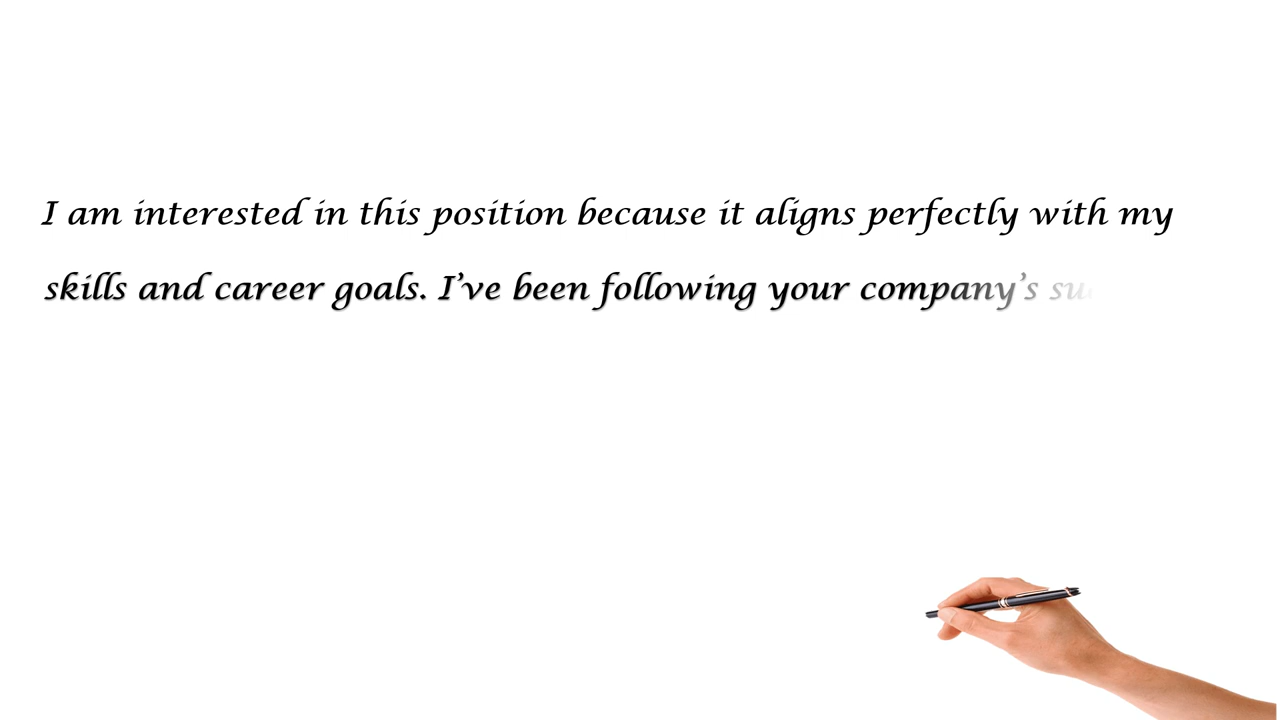 I am interested in this position because it aligns perfectly with my
skills and career goals. I’ve been following your company’s